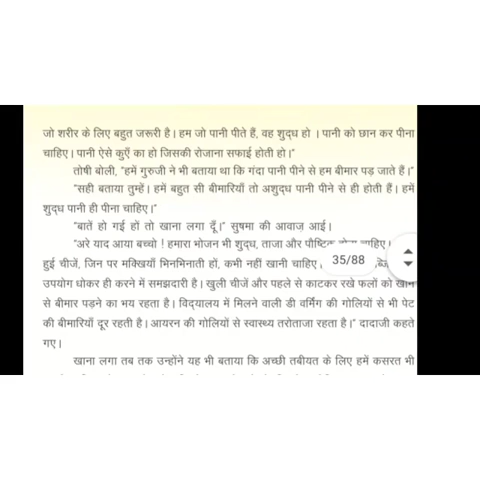 जो शरीर के लिए बहुत जरूरी है। हम जो पानी पीते हैं, वह शुद्ध हो । पानी को छान कर पीना
चाहिए। पानी ऐसे कुएँ का हो जिसकी रोजाना सफाई होती हो।"
तोषी बोली, "हमें गुरुजी ने भी बताया था कि गंदा पानी पीने से हम बीमार पड़ जाते हैं।"
"सही बताया तुम्हें। हमें बहुत सी बीमारियाँ तो अशुद्ध पानी पीने से ही होती हैं। हमें
शुद्ध पानी ही पीना चाहिए।"
"बातें हो गई हों तो खाना लगा दूँ।" सुषमा की आवाज़ आई।
"अरे याद आया बच्चो ! हमारा भोजन भी शुद्ध, ताजा और पौष्टिक
हुई चीजें, जिन पर मक्खियाँ भिनभिनाती हों, कभी नहीं खानी चाहिए।
35/88
उपयोग धोकर ही करने में समझदारी है। खुली चीजें और पहले से काटकर रखे फलों को खाने
से बीमार पड़ने का भय रहता है। विद्यालय में मिलने वाली डी वर्मिंग की गोलियों से भी पेट
की बीमारियाँ दूर रहती है। आयरन की गोलियों से स्वास्थ्य तरोताजा रहता है।" दादाजी कहते
गए।
खाना लगा तब तक उन्होंने यह भी बताया कि अच्छी तबीयत के लिए हमें कसरत भी